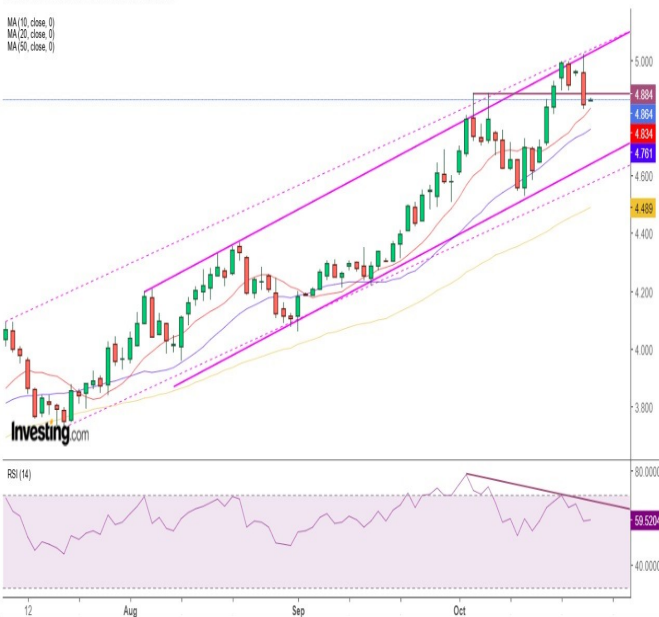 MA (10, close, 0)
MA (20, close, 0)
MA (50, close, 0)
5.000
4.884
4.864
4.834
4.761
4.600
4.489
4.400
4.200
4.000
3.800
Investing.com
RSI (14)
80.0000
59.5204
40.0000
12
Aug
Sep
Oct